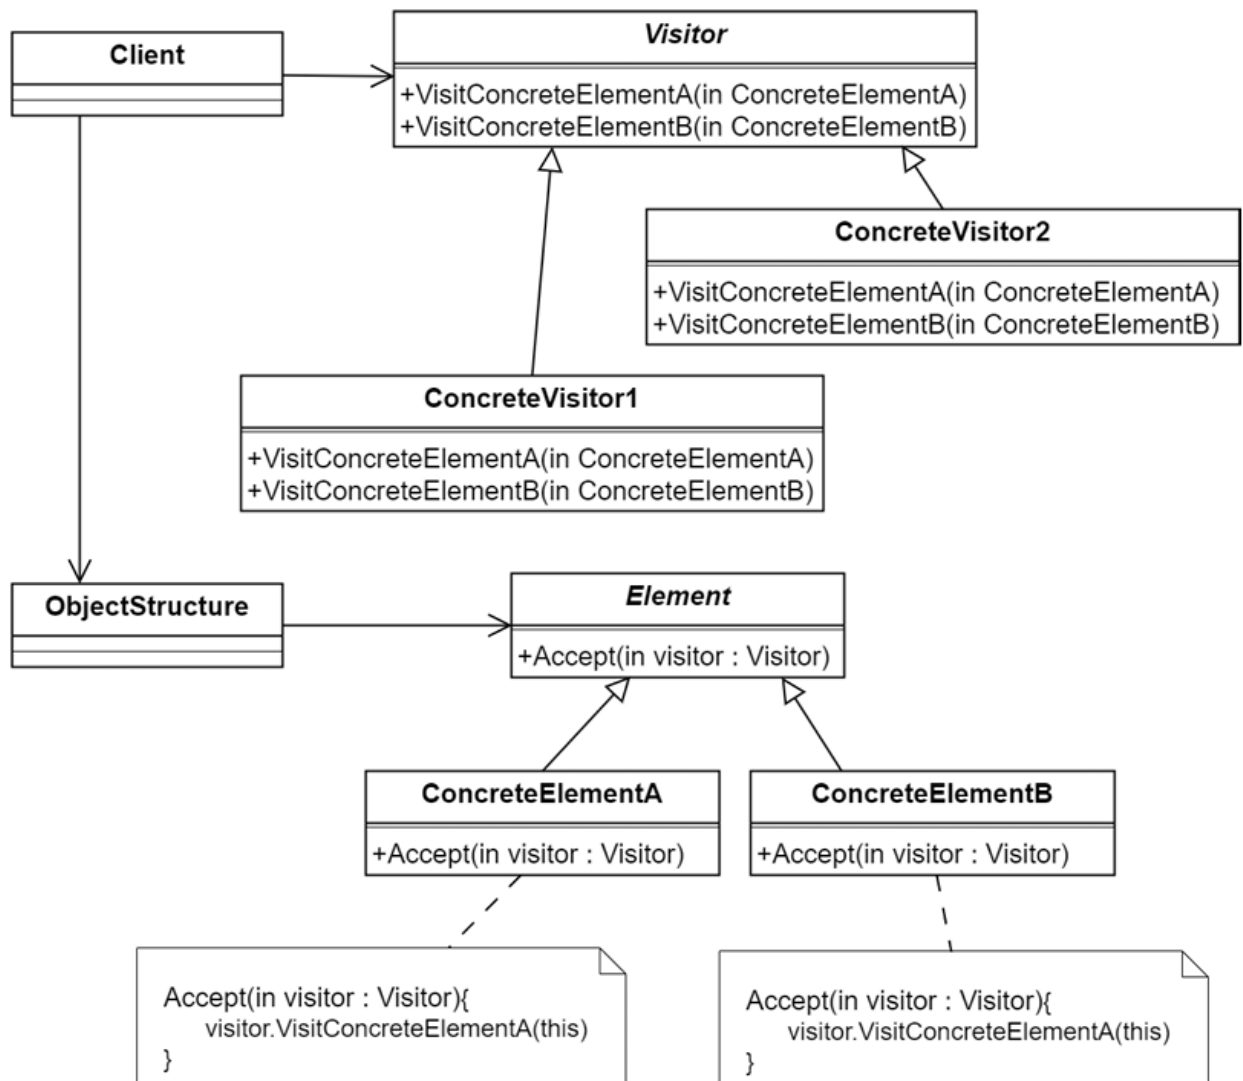 Client
Visitor
+VisitConcreteElementA(in ConcreteElementA)
+VisitConcreteElementB(in ConcreteElementB)
ConcreteVisitor2
+VisitConcreteElementA(in ConcreteElementA)
+VisitConcreteElementB(in ConcreteElementB)
ConcreteVisitor1
+VisitConcreteElementA(in ConcreteElementA)
+VisitConcreteElementB(in ConcreteElementB)
ObjectStructure
Element
+Accept(in visitor : Visitor)
ConcreteElementA
+Accept(in visitor : Visitor)
ConcreteElementB
+Accept(in visitor : Visitor)
Accept(in visitor : Visitor){
visitor.VisitConcreteElementA(this)
}
Accept(in visitor : Visitor){
visitor.VisitConcreteElementA(this)
}